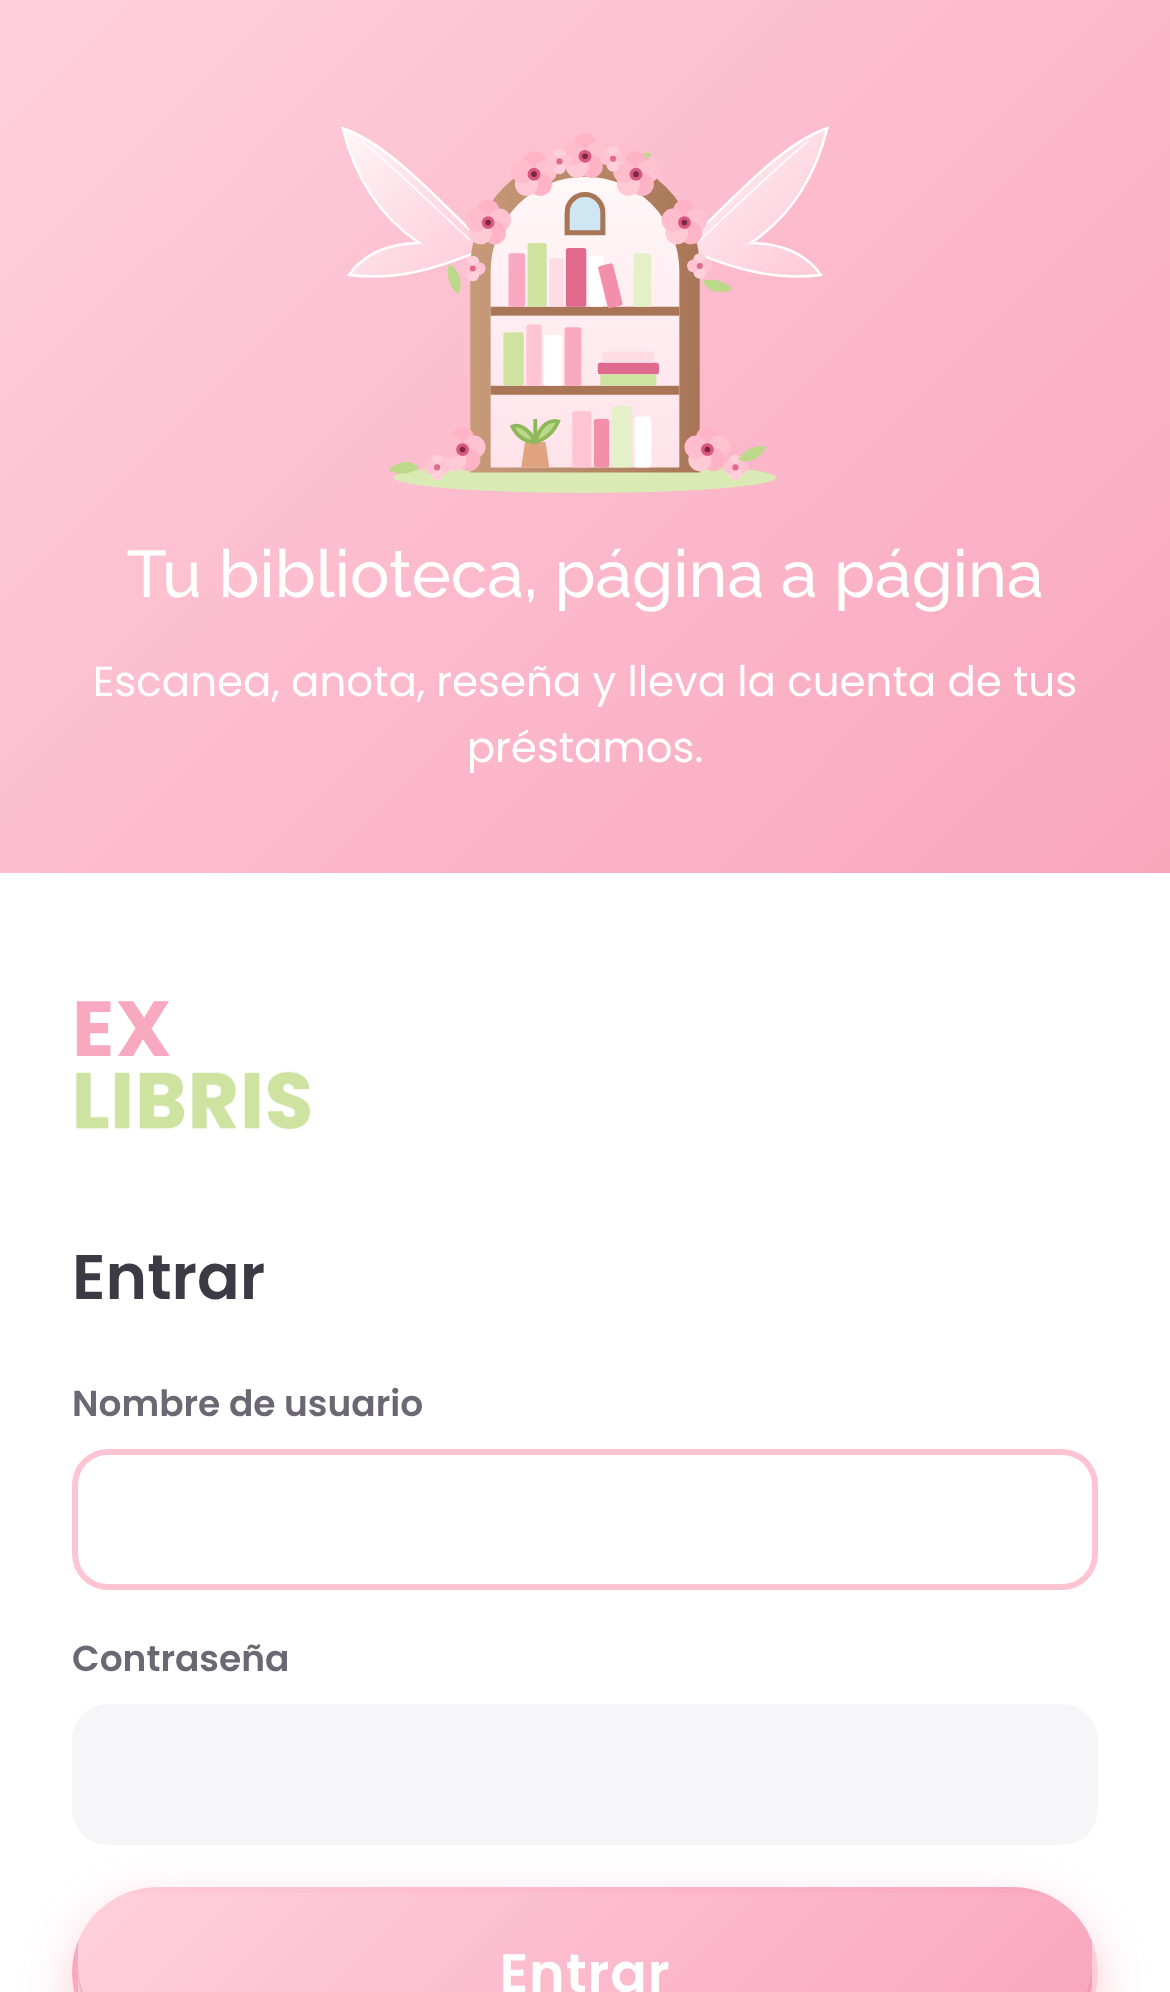 Tu biblioteca, página a página
Escanea, anota, reseña y lleva la cuenta de tus
préstamos.
EX
LIBRIS
Entrar
Nombre de usuario
Contraseña
Entrar